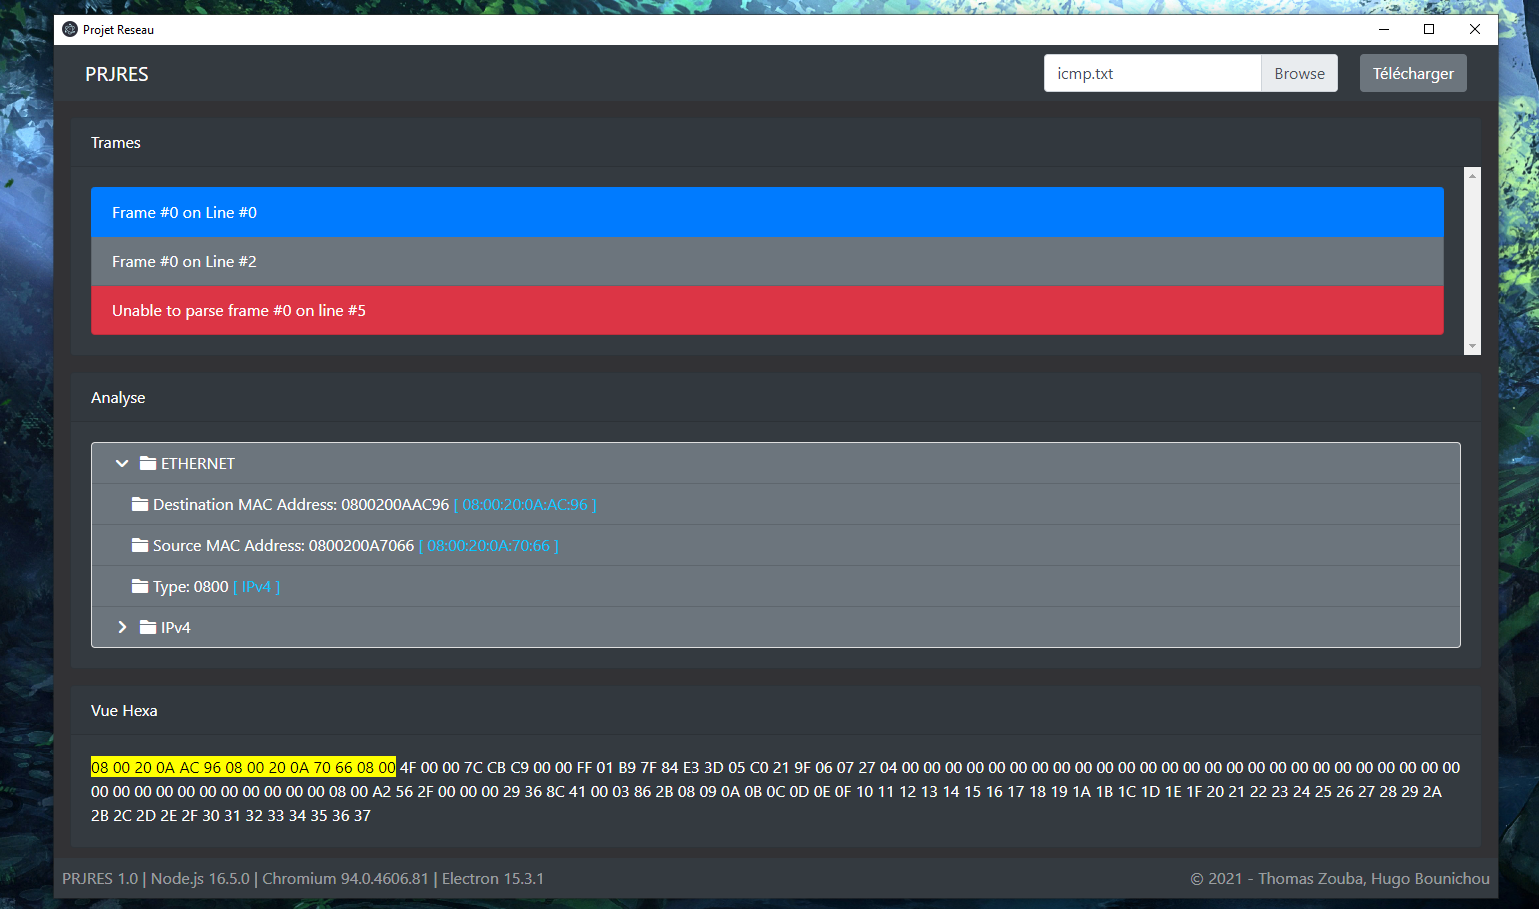 Projet Reseau
PRJRES
icmp.txt
Browse
Télécharger
Trames
Frame #0 on Line #0
Frame #0 on Line #2
Unable to parse frame #0 on line #5
Analyse
ETHERNET
Destination MAC Address: 0800200AAC96 [ 08:00:20:0A:AC:96 ]
Source MAC Address: 0800200A7066 [ 08:00:20:0A:70:66 ]
Type: 0800 [ IPv4 ]
IPv4
Vue Hexa
08 00 20 0A AC 96 08 00 20 0A 70 66 08 00 4F 00 00 7C CB C9 00 00 FF 01 B9 7F 84 E3 3D 05 C0 21 9F 06 07 27 04 00 00 00 00 00 00 00 00 00 00 00 00 00 00 00 00 00 00 00 00 00 00 00 00 00 00
00 00 00 00 00 00 00 00 00 00 00 08 00 A2 56 2F 00 00 00 29 36 8C 41 00 03 86 2B 08 09 0A 0B 0C 0D 0E 0F 10 11 12 13 14 15 16 17 18 19 1A 1B 1C 1D 1E 1F 20 21 22 23 24 25 26 27 28 29 2A
2B 2C 2D 2E 2F 30 31 32 33 34 35 36 37
PRJRES 1.0 | Node.js 16.5.0 | Chromium 94.0.4606.81 | Electron 15.3.1
© 2021 - Thomas Zouba, Hugo Bounichou